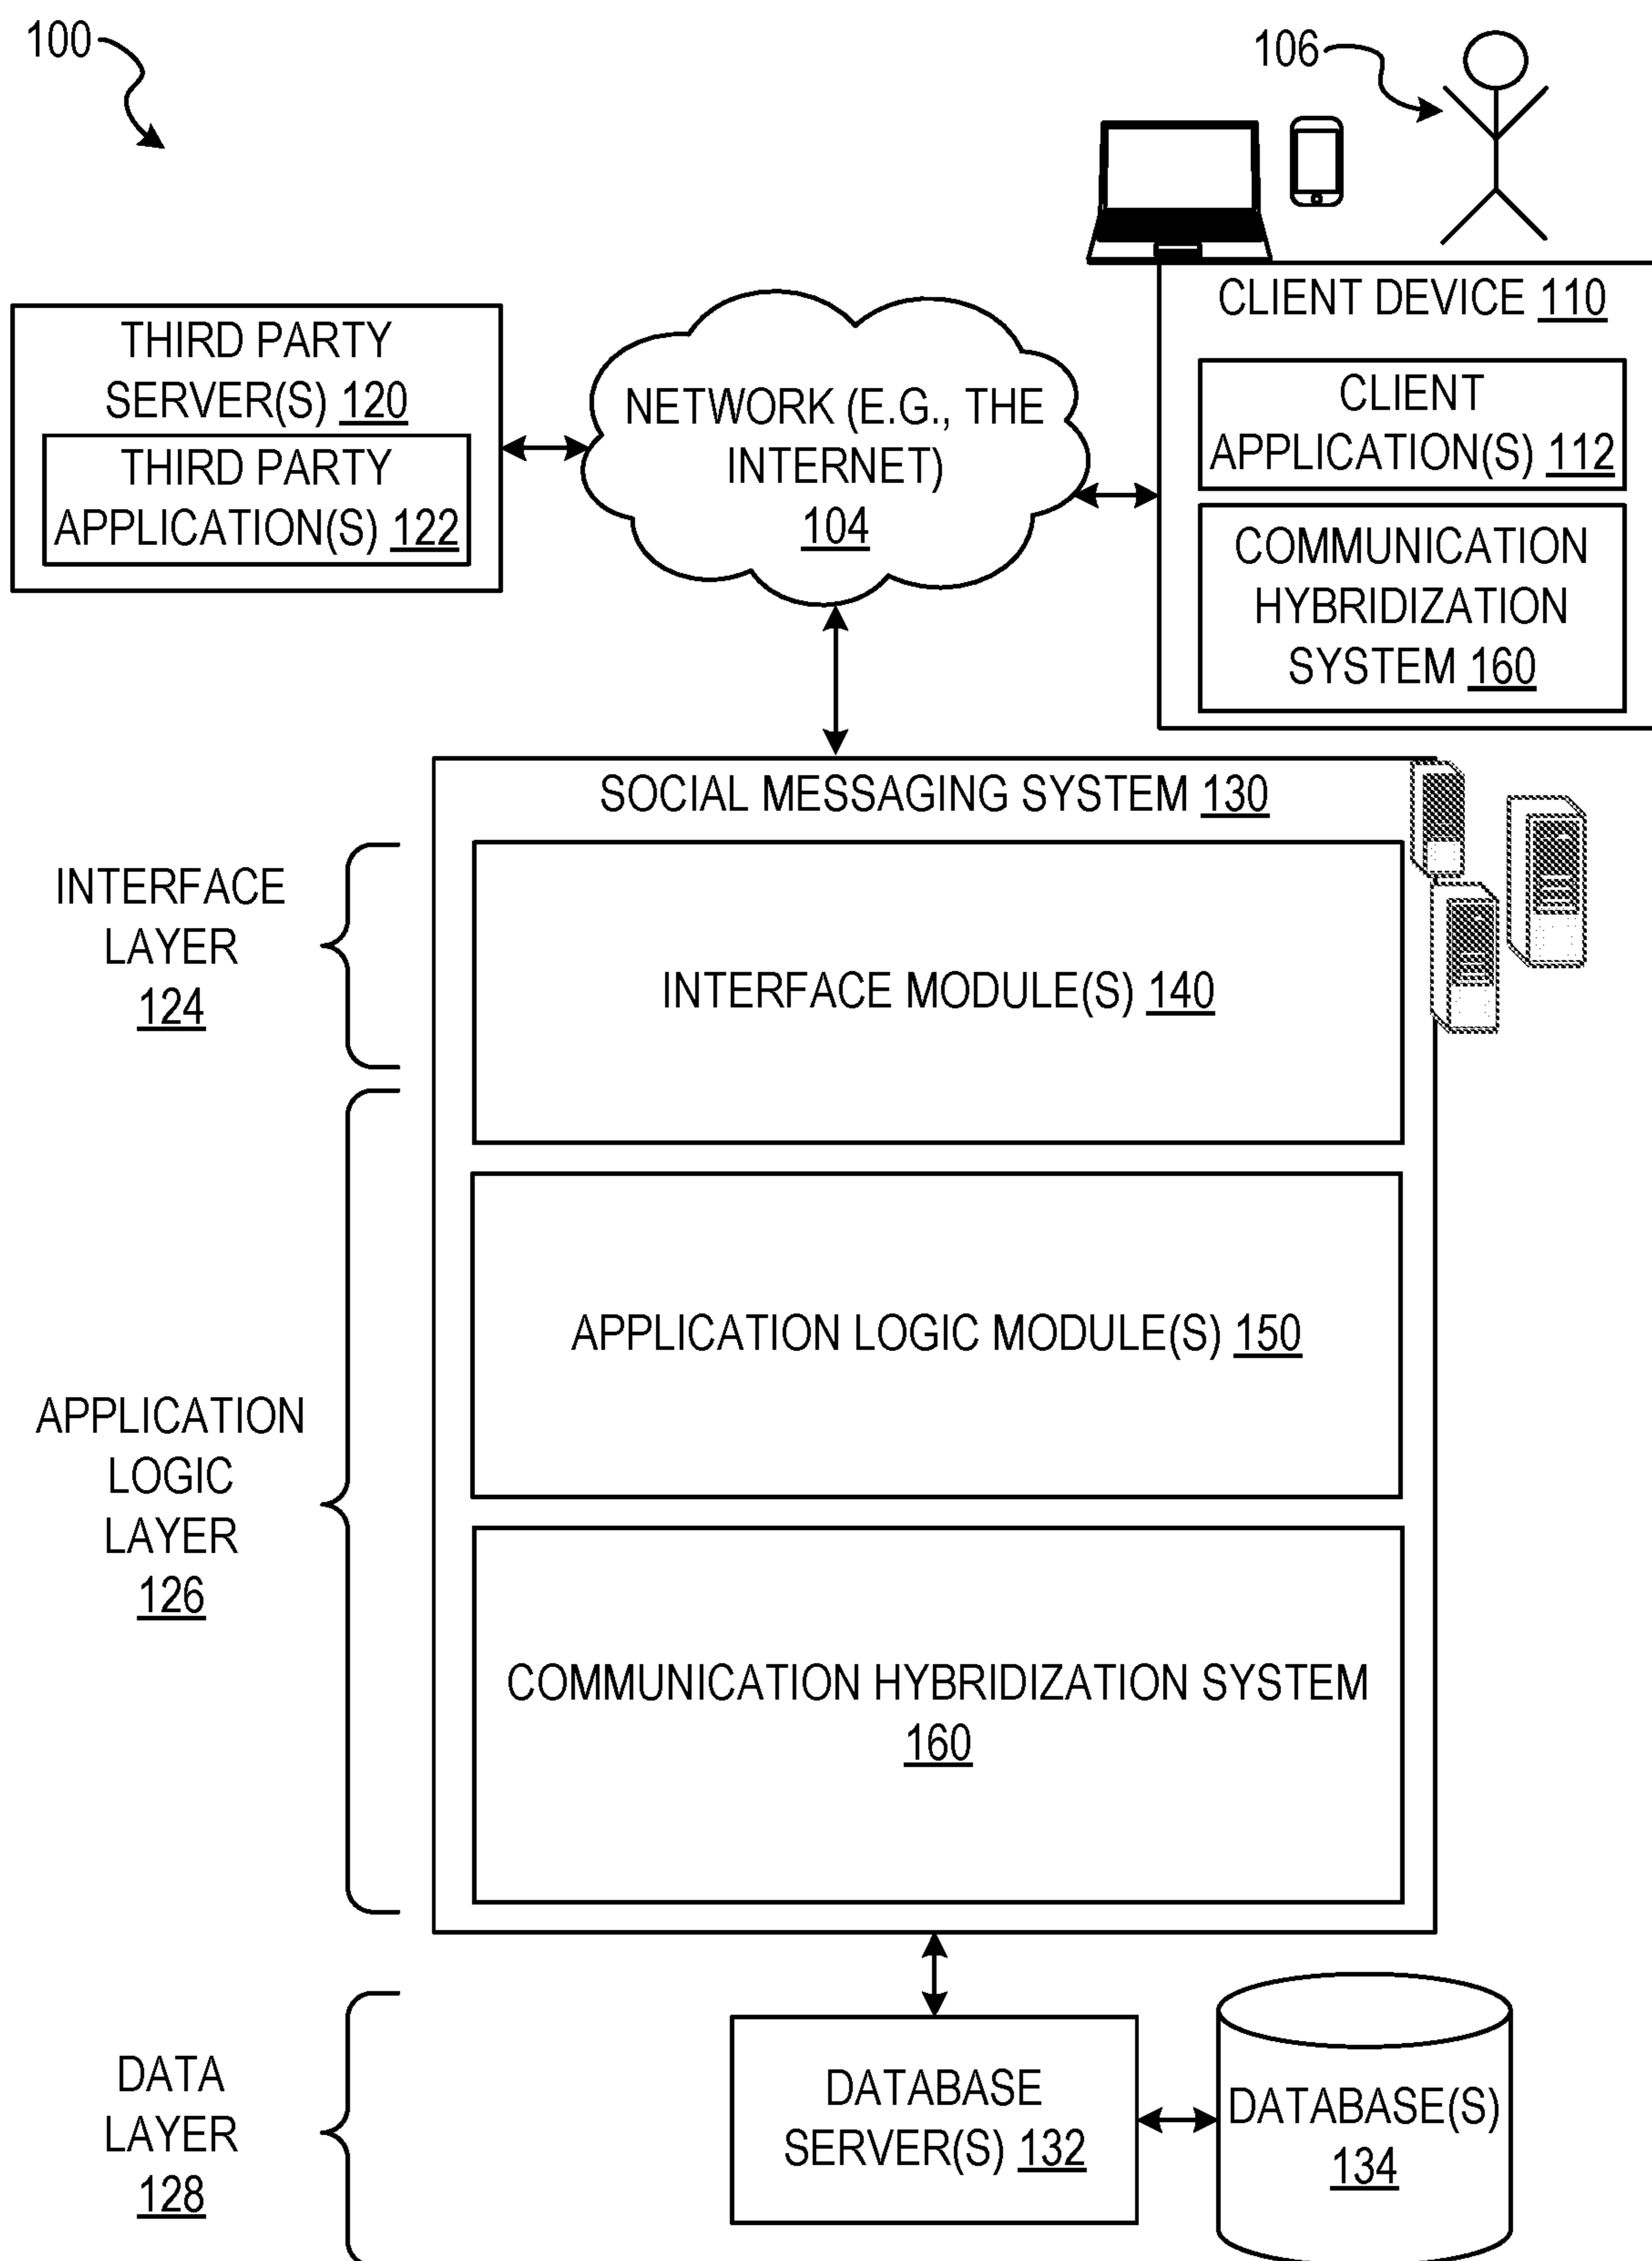 100
106
CLIENT DEVICE 110
CLIENT
APPLICATION(S) 112
COMMUNICATION
HYBRIDIZATION
SYSTEM 160
THIRD PARTY
SERVER(S) 120
THIRD PARTY
APPLICATION(S) 122
NETWORK (E.G., THE
INTERNET)
104
SOCIAL MESSAGING SYSTEM 130
INTERFACE
LAYER
124
INTERFACE MODULE(S) 140
APPLICATION LOGIC MODULE(S) 150
APPLICATION
LOGIC
LAYER
126
COMMUNICATION HYBRIDIZATION SYSTEM
160
DATA
LAYER
128
DATABASE
SERVER(S) 132
DATABASE(S)
134